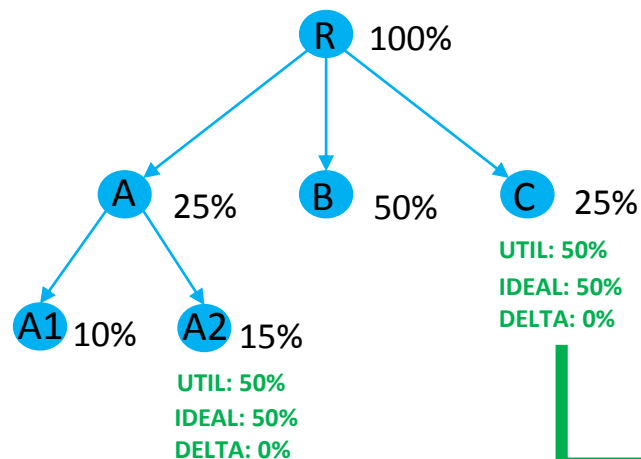 R 100%
A 25%
B 50%
C 25%
UTIL: 50%
IDEAL: 50%
DELTA: 0%
A1 10%
A2 15%
UTIL: 50%
IDEAL: 50%
DELTA: 0%